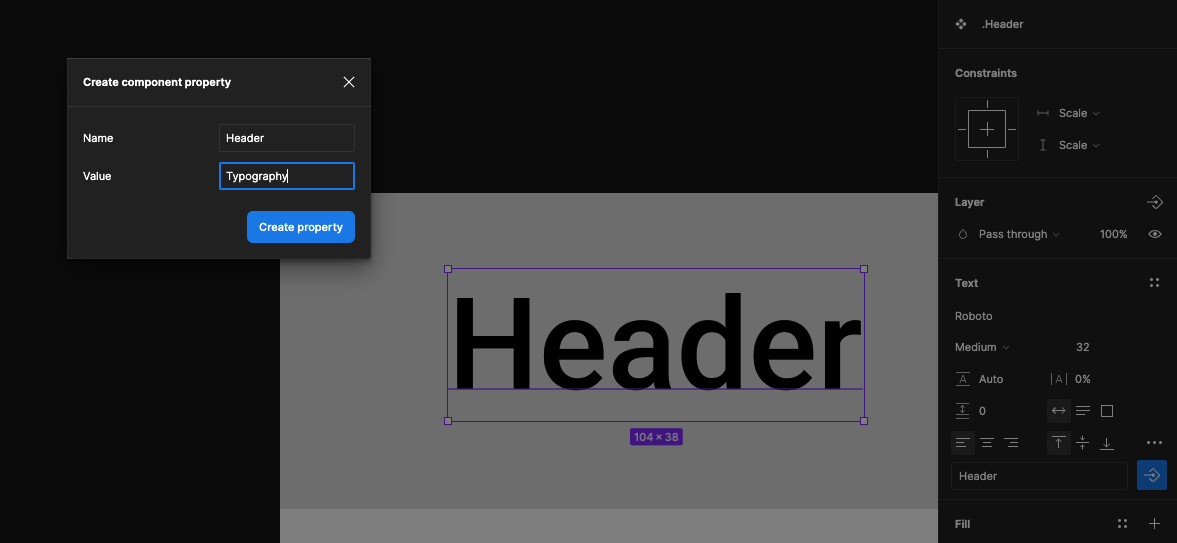 Create component property
Name
Header
Value
Typography
Create property
Header
104 × 38
.Header
Constraints
Scale
Scale
Layer
Pass through
100%
Text
Roboto
Medium
32
A
Auto
|A|
0%
0
Header
Fill